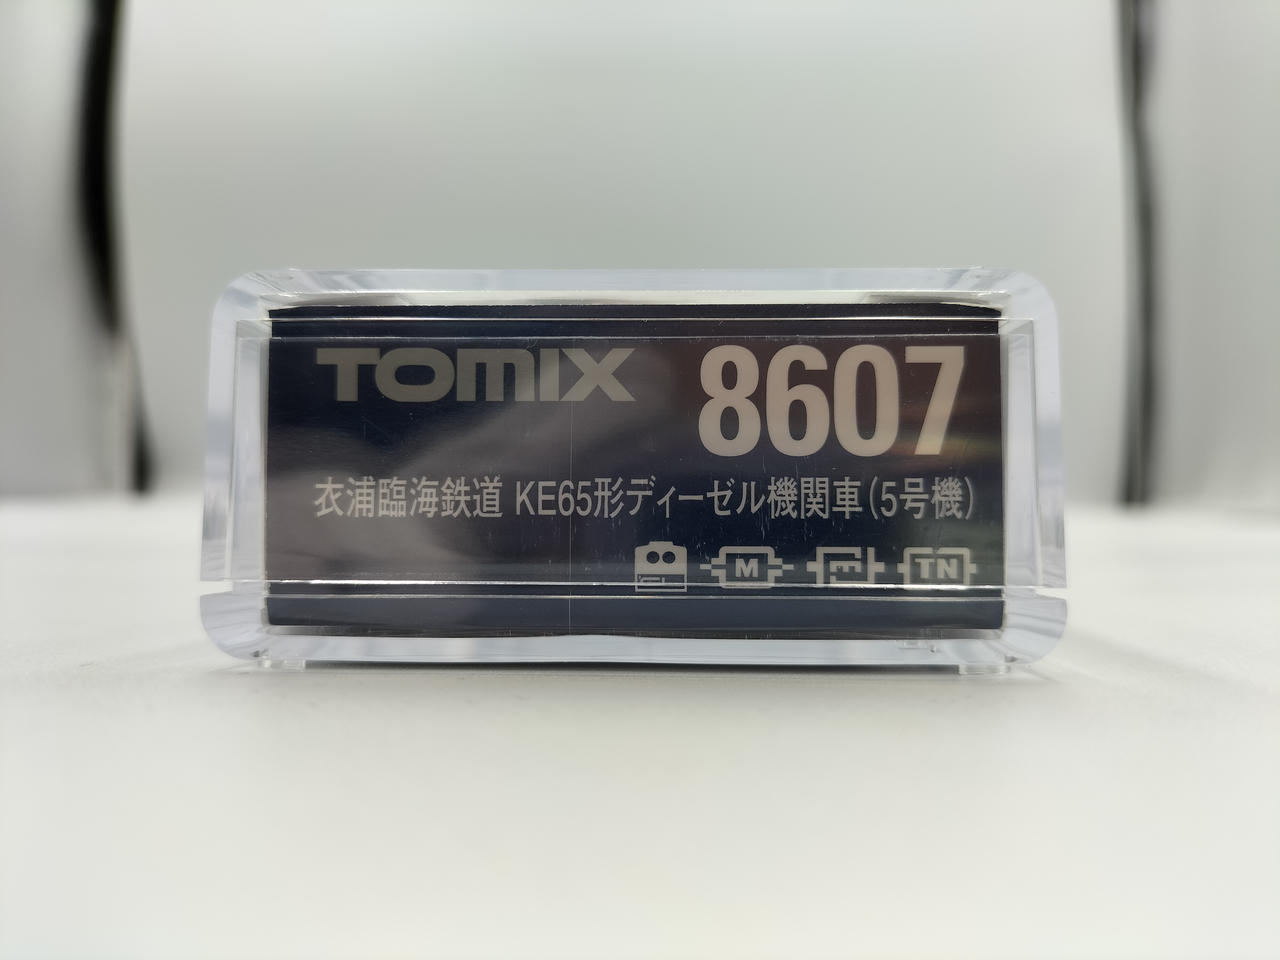 TOMIX 8607
衣浦臨海鉄道 KE65形ディーゼル機関車(5号機)
M TN